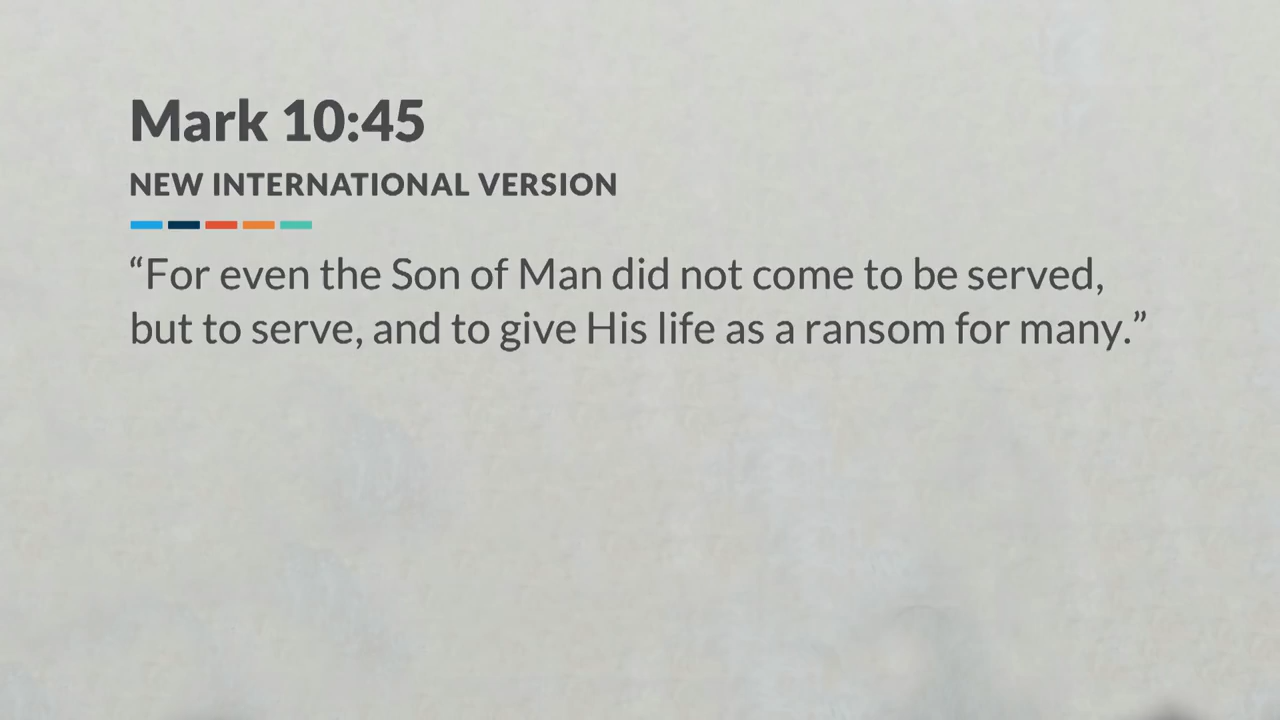 Mark 10:45
NEW INTERNATIONAL VERSION
“For even the Son of Man did not come to be served,
but to serve, and to give His life as a ransom for many.”